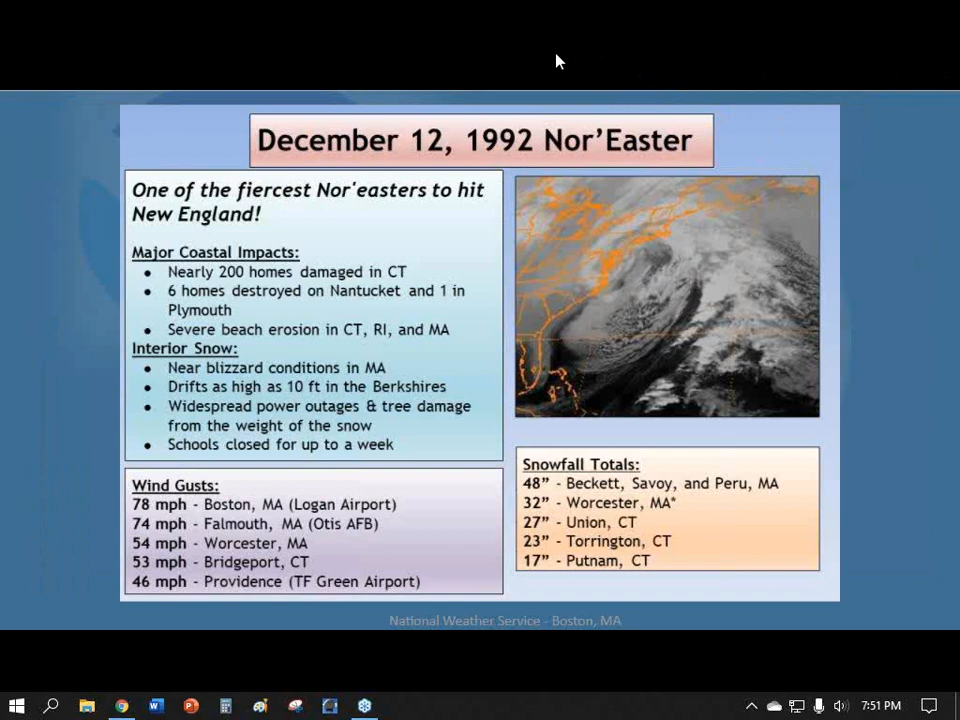 December 12, 1992 Nor’Easter
One of the fiercest Nor'easters to hit
New England!
Major Coastal Impacts:
● Nearly 200 homes damaged in CT
● 6 homes destroyed on Nantucket and 1 in
Plymouth
● Severe beach erosion in CT, RI, and MA
Interior Snow:
● Near blizzard conditions in MA
● Drifts as high as 10 ft in the Berkshires
● Widespread power outages & tree damage
from the weight of the snow
● Schools closed for up to a week
Wind Gusts:
78 mph - Boston, MA (Logan Airport)
74 mph - Falmouth, MA (Otis AFB)
54 mph - Worcester, MA
53 mph - Bridgeport, CT
46 mph - Providence (TF Green Airport)
Snowfall Totals:
48” - Beckett, Savoy, and Peru, MA
32” - Worcester, MA*
27” - Union, CT
23” - Torrington, CT
17” - Putnam, CT
National Weather Service - Boston, MA
7:51 PM